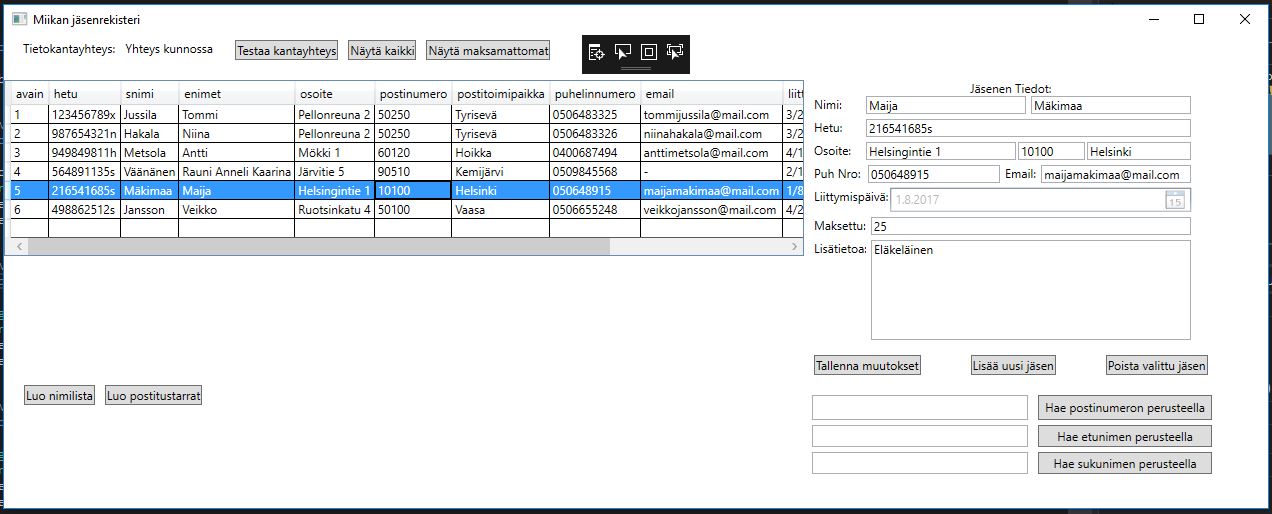 Miikan jäsenrekisteri
Tietokantayhteys: Yhteys kunnossa Testaa kantayhteys Näytä kaikki Näytä maksamattomat
avain hetu snimi enimet osoite postinumero postitoimipaikka puhelinnumero email liitt
1 123456789x Jussila Tommi Pellonreuna 2 50250 Tyrisevä 0506483325 tommijussila@mail.com 3/2
2 987654321n Hakala Niina Pellonreuna 2 50250 Tyrisevä 0506483326 niinahakala@mail.com 3/2
3 949849811h Metsola Antti Mökki 1 60120 Hoikka 0400687494 anttimetsola@mail.com 4/1
4 564891135s Väänänen Rauni Anneli Kaarina Järvitie 5 90510 Kemijärvi 0509845568 - 2/1
5 216541685s Mäkimaa Maija Helsingintie 1 10100 Helsinki 050648915 maijamakimaa@mail.com 1/8
6 498862512s Jansson Veikko Ruotsinkatu 4 50100 Vaasa 0506655248 veikkojansson@mail.com 4/2
Jäsenen Tiedot:
Nimi: Maija Mäkimaa
Hetu: 216541685s
Osoite: Helsingintie 1 10100 Helsinki
Puh Nro: 050648915 Email: maijamakimaa@mail.com
Liittymispäivä: 1.8.2017 15
Maksettu: 25
Lisätietoa: Eläkeläinen
Tallenna muutokset Lisää uusi jäsen Poista valittu jäsen
Luo nimilista Luo postitustarrat
Hae postinumeron perusteella
Hae etunimen perusteella
Hae sukunimen perusteella